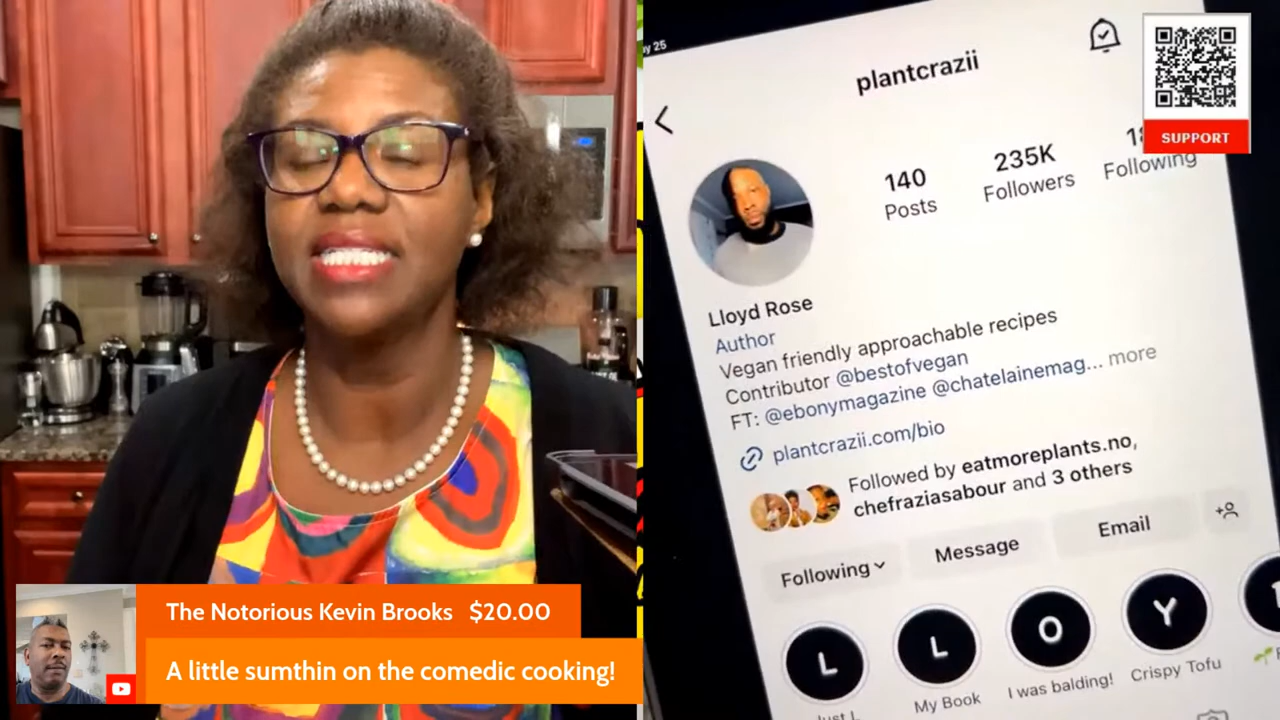 y 25
plantcrazii
SUPPORT
140
Posts
235K
Followers
Following
Lloyd Rose
Author
Vegan friendly approachable recipes
Contributor @bestofvegan
FT: @ebonymagazine @chatelainemag... more
plantcrazii.com/bio
Followed by eatmoreplants.no,
chefraziasabour and 3 others
Following
Message
Email
L
L
O
Y
My Book
I was balding!
Crispy Tofu
The Notorious Kevin Brooks $20.00
A little sumthin on the comedic cooking!